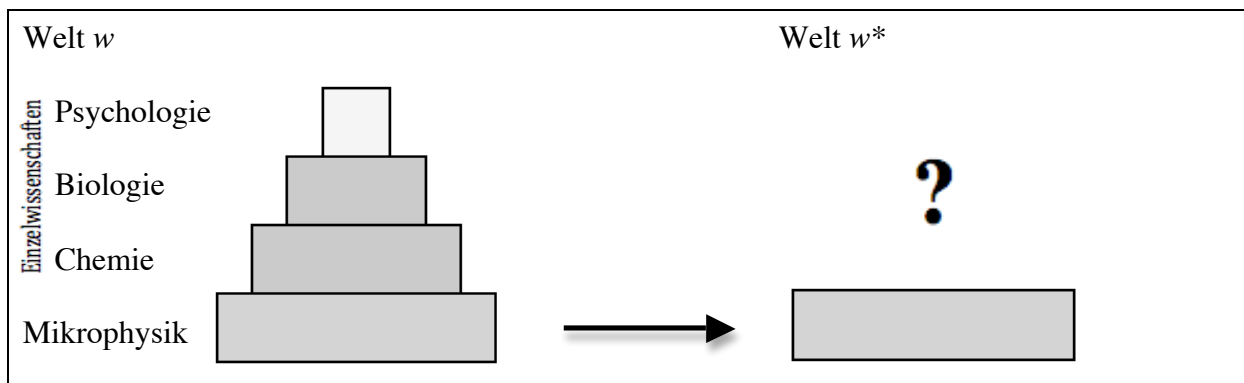 Welt w
Welt w*
Einzelwissenschaften
Psychologie
Biologie
?
Chemie
Mikrophysik